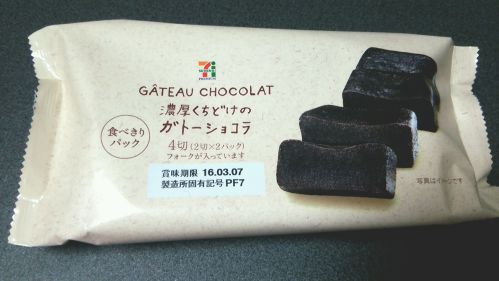 7
SEVEN&i
PREMIUM
GÂTEAU CHOCOLAT
濃厚くちどけの
ガトーショコラ
食べきり
パック
4切(2切×2パック)
フォークが入っています
賞味期限 16.03.07
製造所固有記号 PF7
写真はイメージです